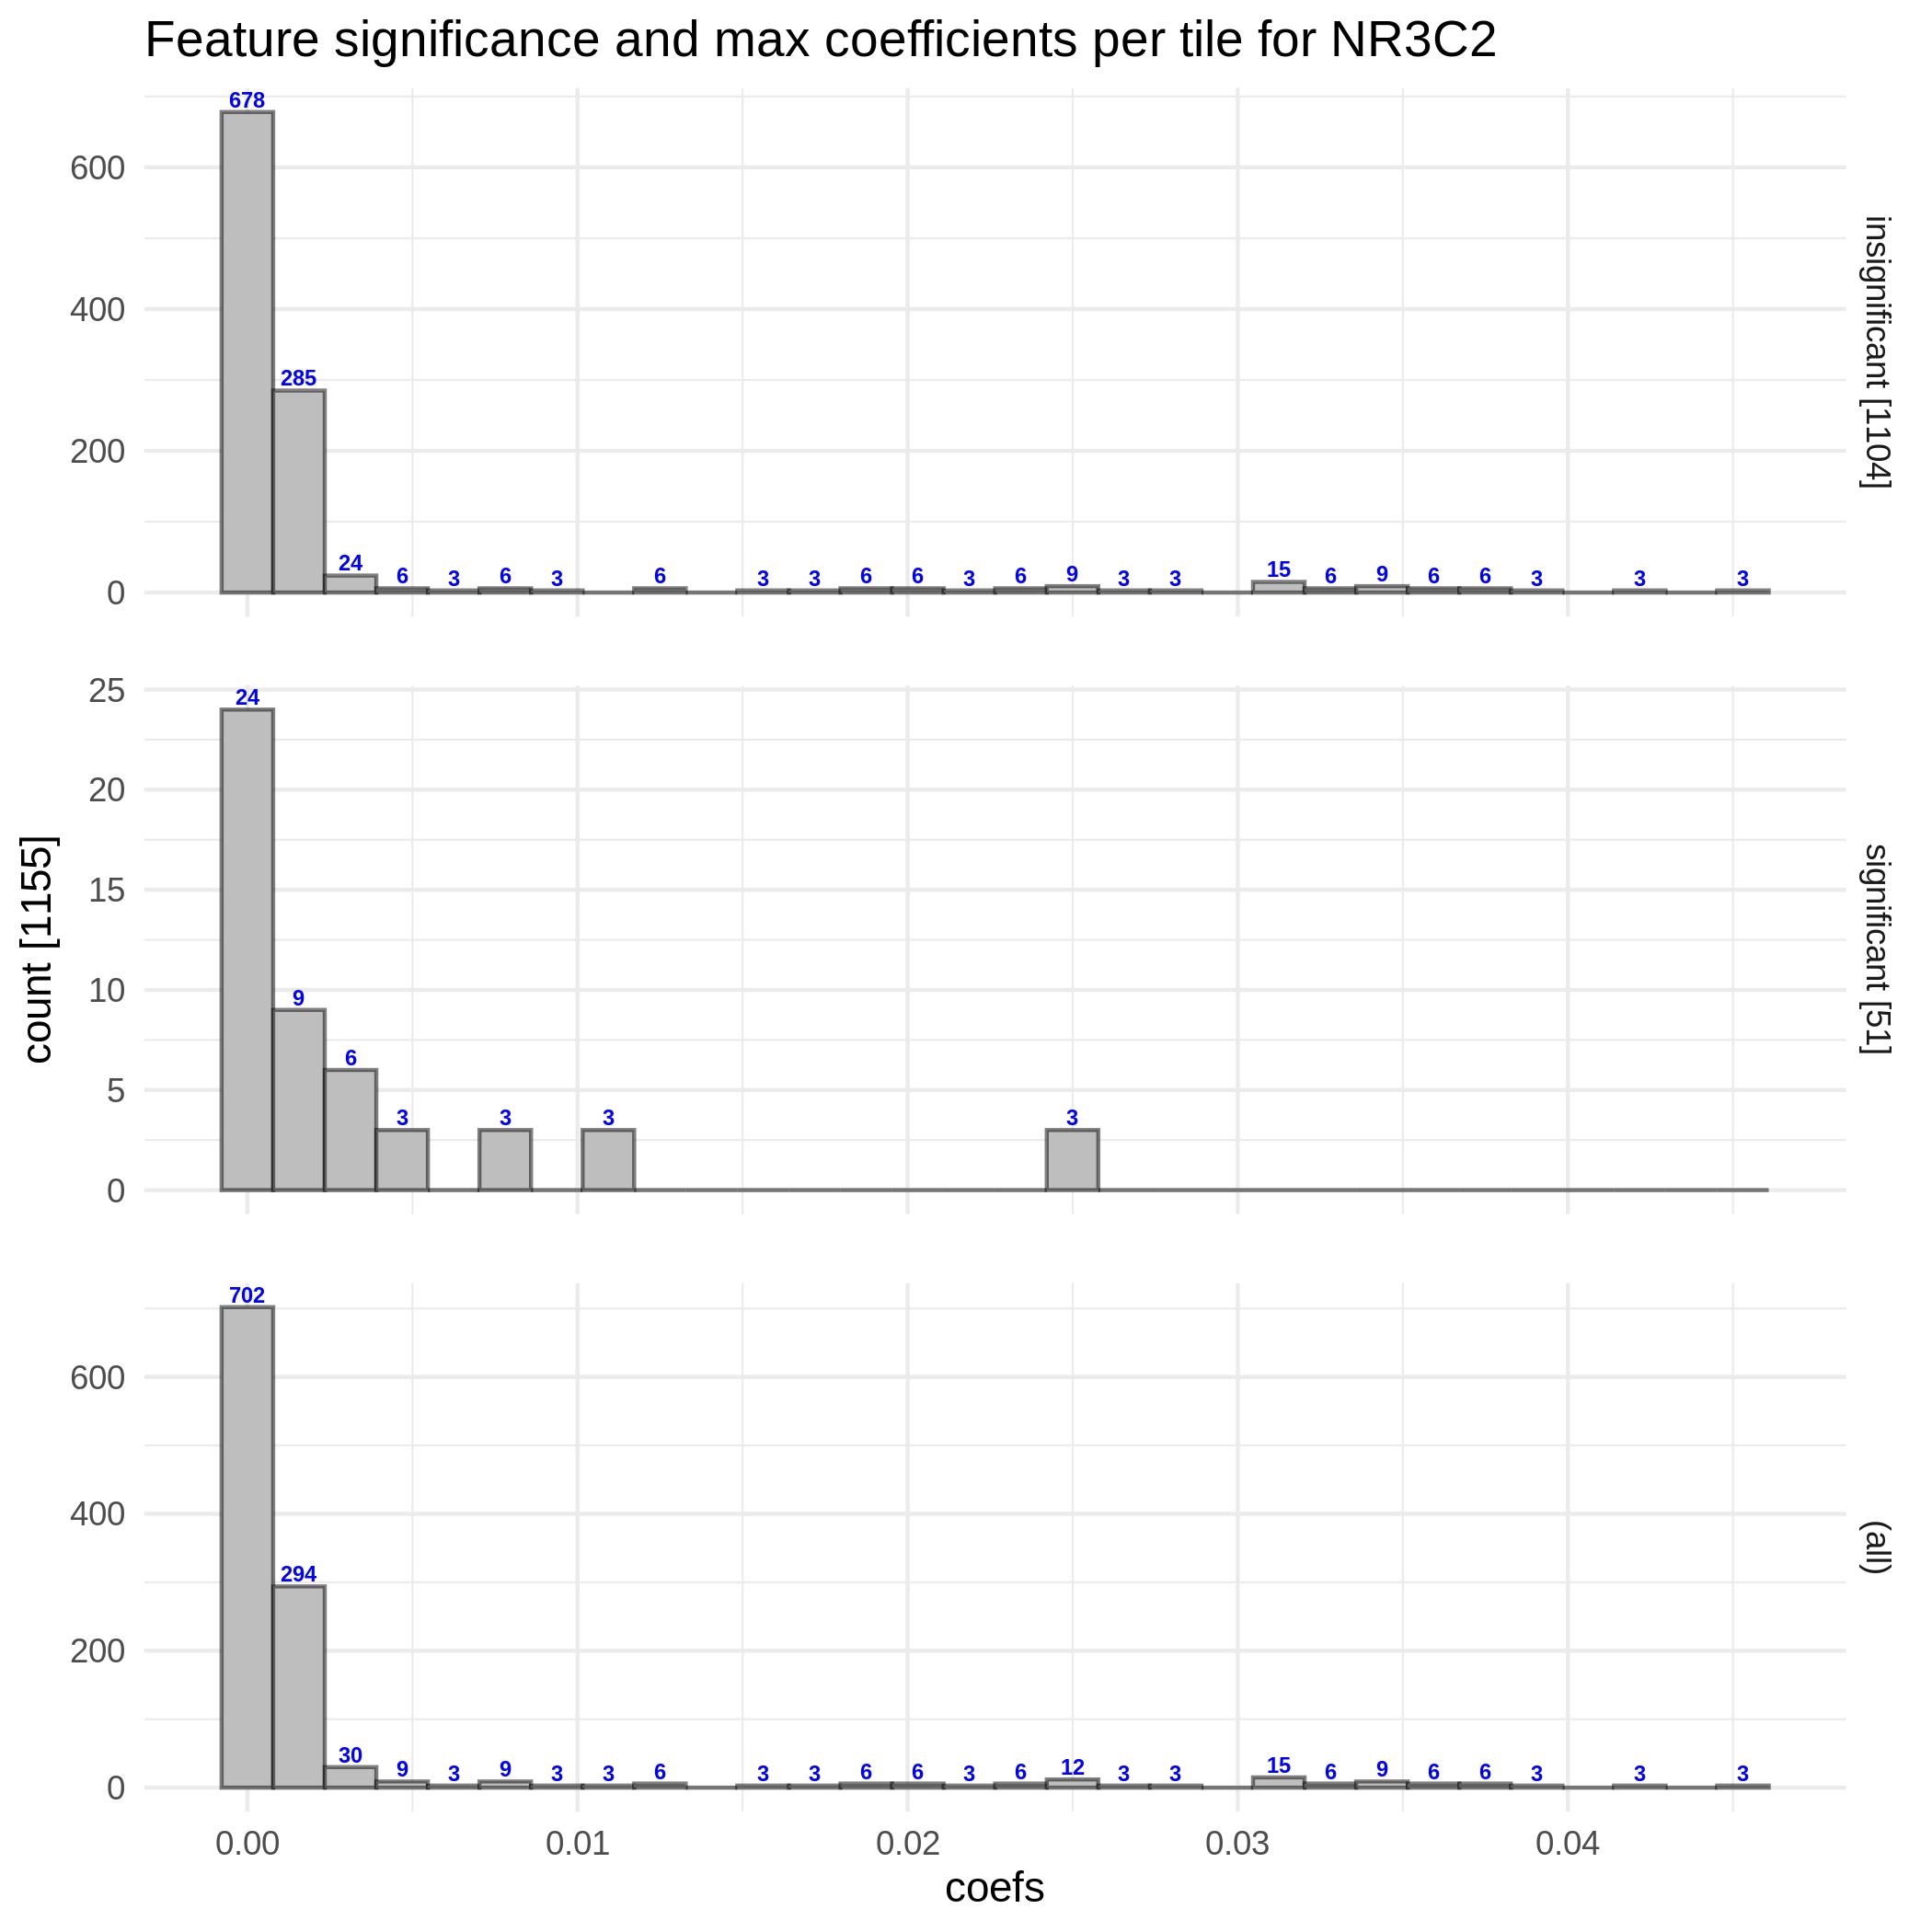 Feature significance and max coefficients per tile for NR3C2
678
285
24 6 3 6 3 6 3 3 6 6 3 6 9 3 3 15 6 9 6 6 3 3 3
600
400
200
0
insignificant [1104]
24
9
6
3 3 3 3
25
20
15
10
5
0
significant [51]
count [1155]
702
294
30 9 3 9 3 3 6 3 3 6 6 3 6 12 3 3 15 6 9 6 6 3 3 3
600
400
200
0
(all)
0.00 0.01 0.02 0.03 0.04
coefs